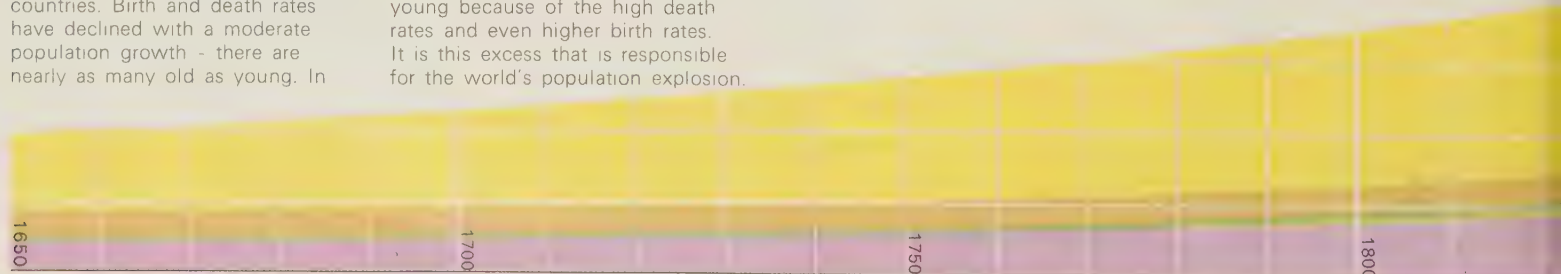 countries. Birth and death rates
have declined with a moderate
population growth - there are
nearly as many old as young. In
young because of the high death
rates and even higher birth rates.
It is this excess that is responsible
for the world's population explosion.
1650
1700
1750
1800